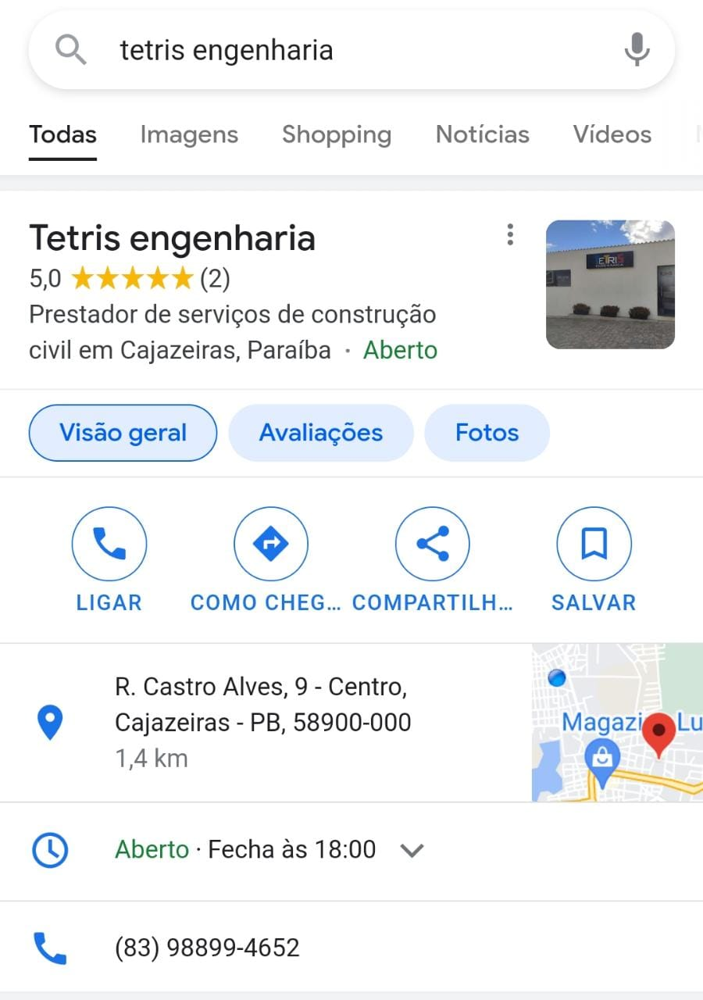 tetris engenharia
Todas Imagens Shopping Notícias Vídeos
Tetris engenharia
5,0 (2)
Prestador de serviços de construção
civil em Cajazeiras, Paraíba · Aberto
TETRIS
ENGENHARIA
Visão geral Avaliações Fotos
LIGAR COMO CHEG... COMPARTILH... SALVAR
R. Castro Alves, 9 - Centro,
Cajazeiras - PB, 58900-000
1,4 km
Magazi Lu
Aberto · Fecha às 18:00
(83) 98899-4652